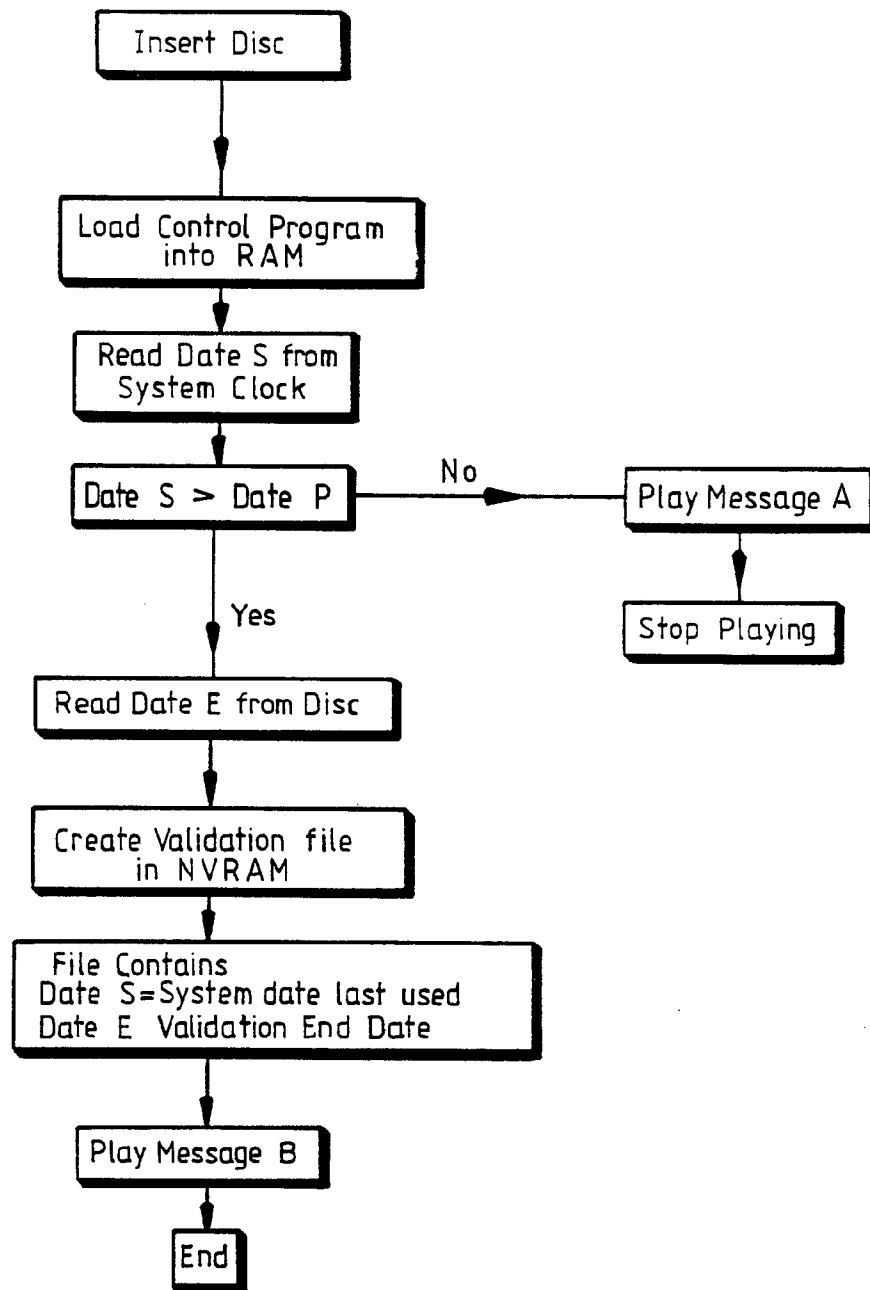 Insert Disc
Load Control Program
into RAM
Read Date S from
System Clock
Date S > Date P
No
Play Message A
Stop Playing
Yes
Read Date E from Disc
Create Validation file
in NVRAM
File Contains
Date S=System date last used
Date E Validation End Date
Play Message B
End